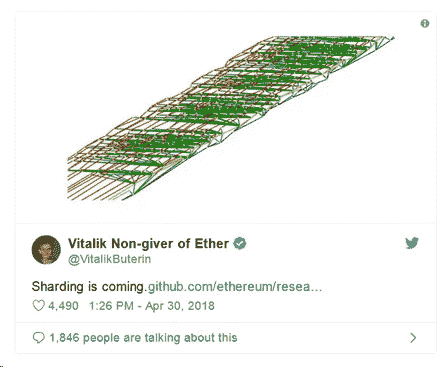 Vitalik Non-giver of Ether
@VitalikButerin
Sharding is coming.github.com/ethereum/resea…
4,490 1:26 PM - Apr 30, 2018
1,846 people are talking about this